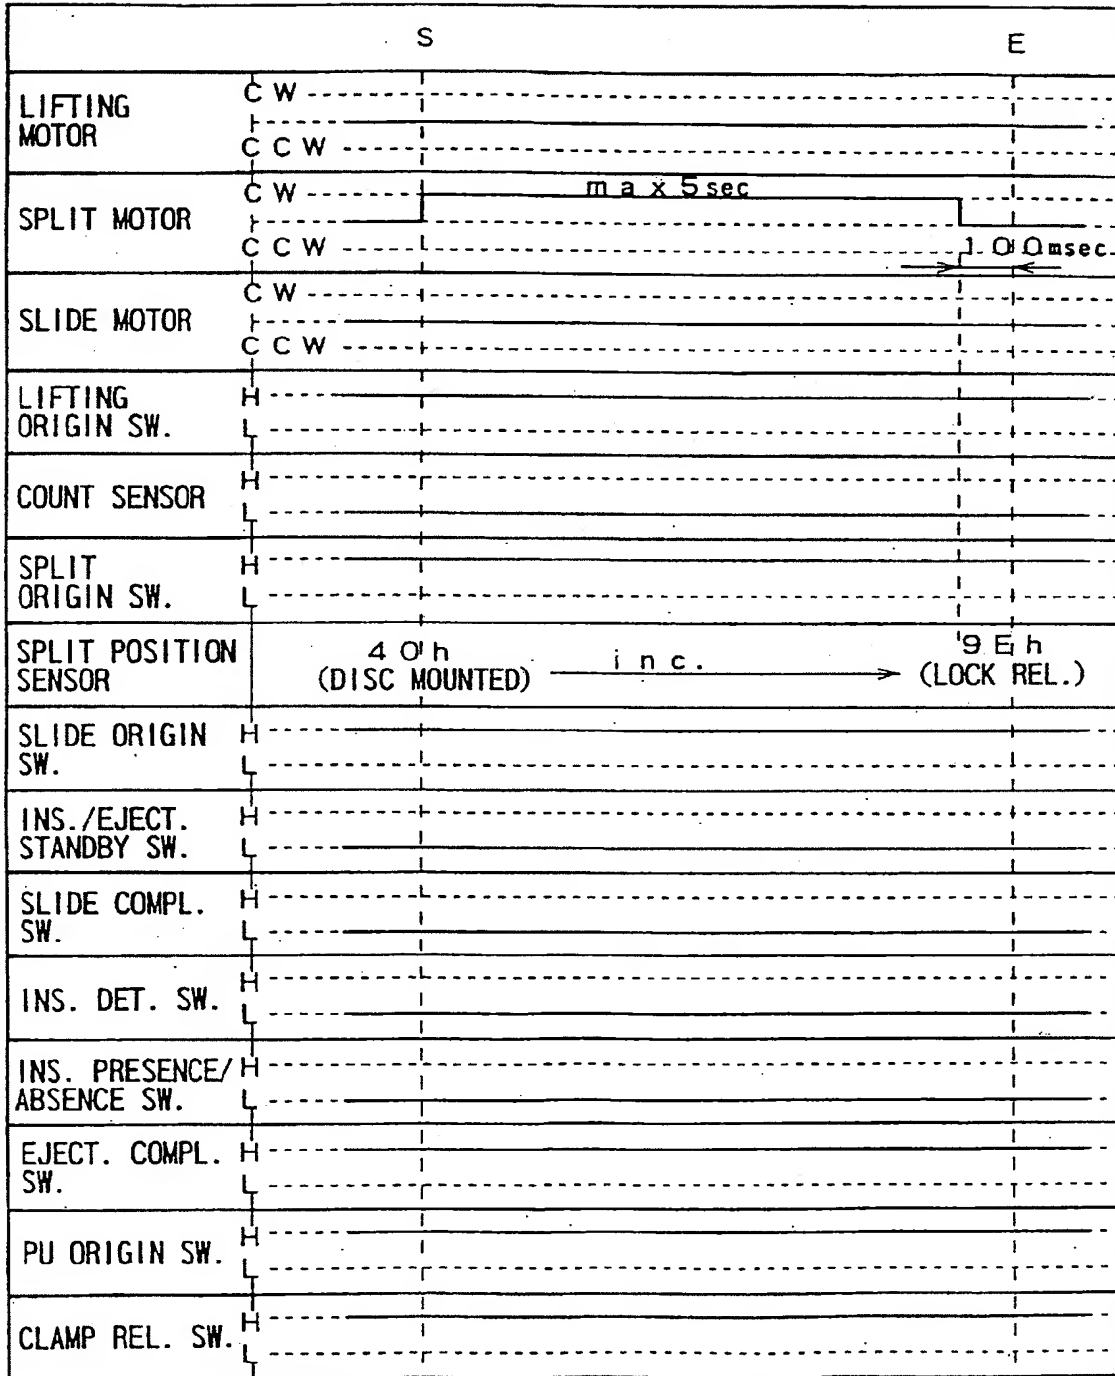 S E
LIFTING
MOTOR
CW
CCW
SPLIT MOTOR
CW
max 5sec
CCW
100msec
SLIDE MOTOR
CW
CCW
LIFTING
ORIGIN SW.
H
L
COUNT SENSOR
H
L
SPLIT
ORIGIN SW.
H
L
SPLIT POSITION
SENSOR
40h
(DISC MOUNTED)
inc.
9Eh
(LOCK REL.)
SLIDE ORIGIN
SW.
H
L
INS./EJECT.
STANDBY SW.
H
L
SLIDE COMPL.
SW.
H
L
INS. DET. SW.
H
L
INS. PRESENCE/
ABSENCE SW.
H
L
EJECT. COMPL.
SW.
H
L
PU ORIGIN SW.
H
L
CLAMP REL. SW.
H
L